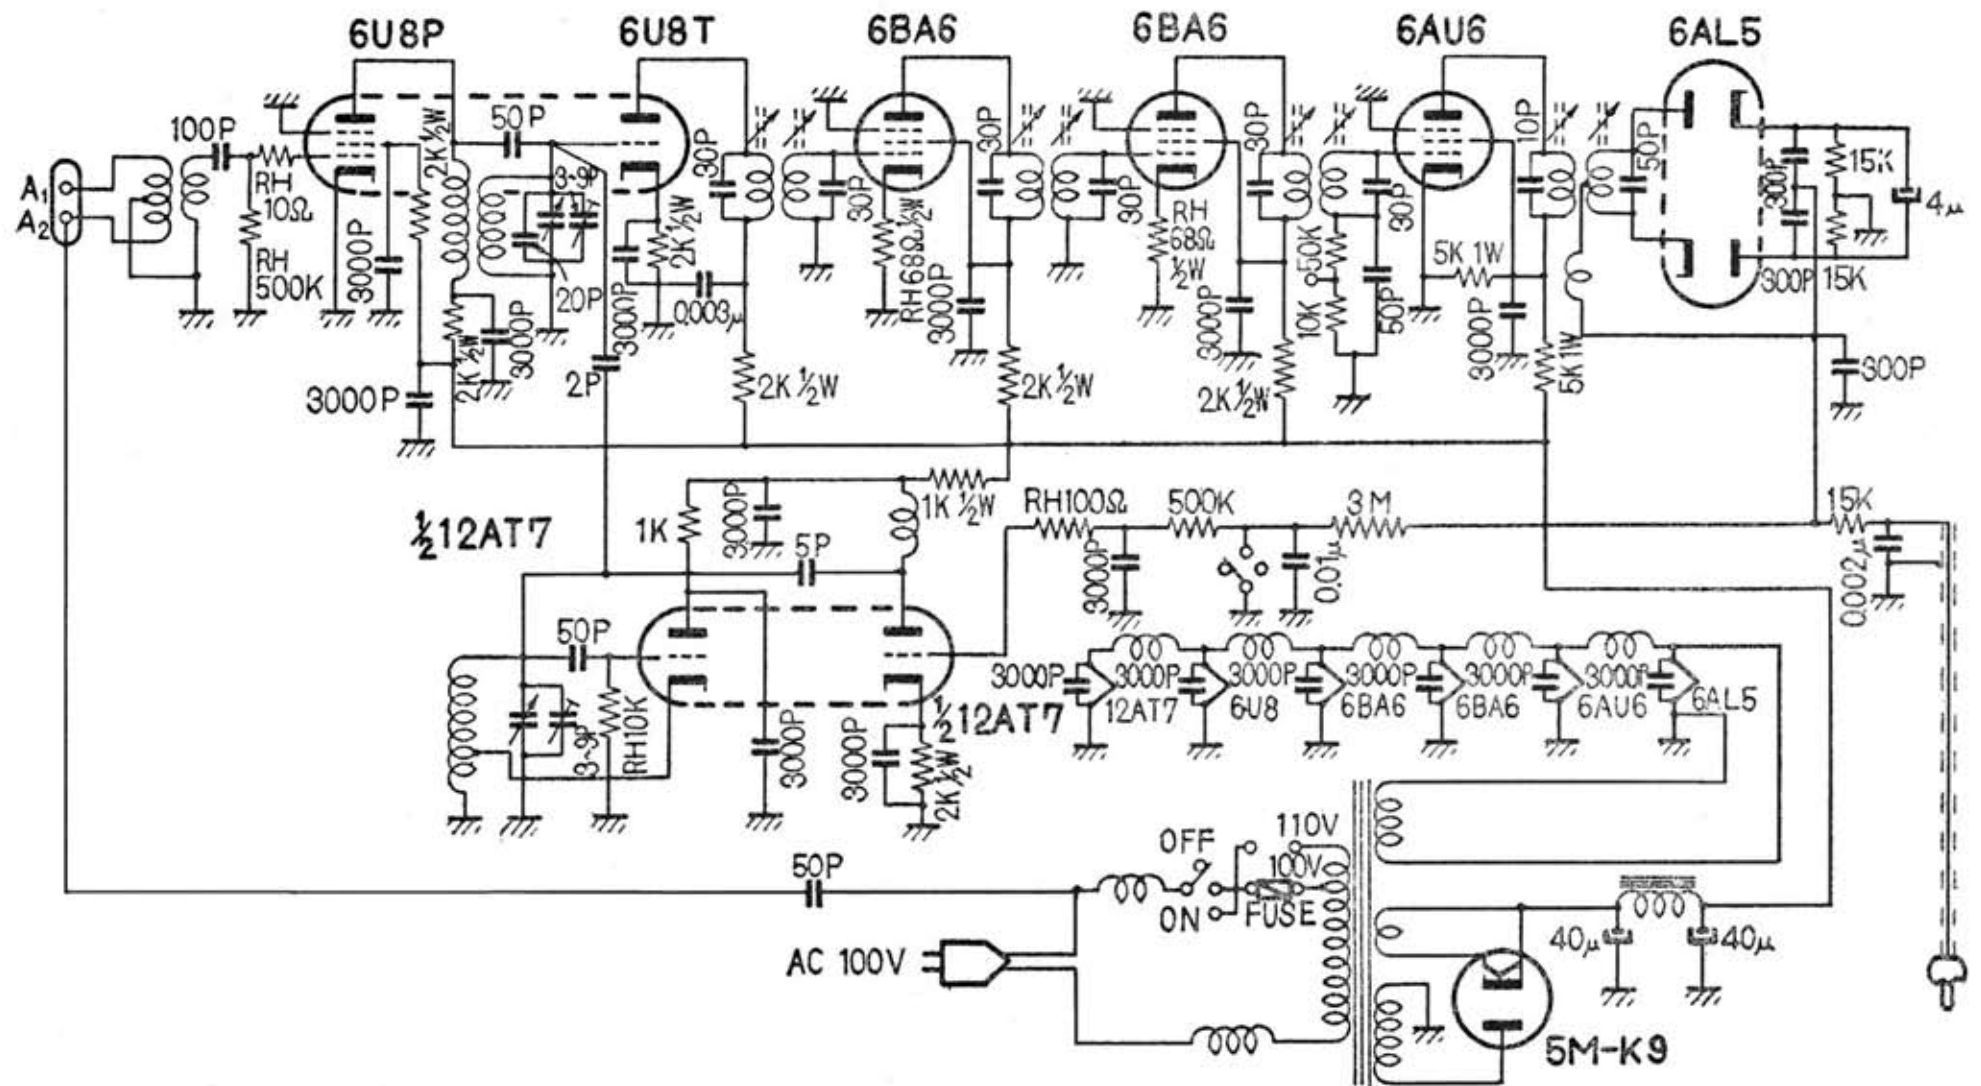 6U8P
6U8T
6BA6
6BA6
6AU6
6AL5
100P
2K ½W
50P
30P
30P
30P
10P
50P
A1
A2
RH
10Ω
RH
500K
3~9P
20P
3000P
3000P
2K ½W
3000P
2K ½W
3000P
0.003μ
2P
30P
RH68Ω ½W
3000P
30P
RH
68Ω
½W
3000P
30P
50K
10K
50P
5K 1W
3000P
5K 1W
300P
300P
15K
15K
4μ
300P
2K ½W
2K ½W
2K ½W
½12AT7
1K
3000P
1K ½W
5P
RH100Ω
500K
3M
15K
3000P
0.01μ
0.002μ
50P
3~9P
RH10K
3000P
3000P
2K ½W
½12AT7
3000P
3000P
3000P
3000P
3000P
3000P
12AT7
6U8
6BA6
6BA6
6AU6
6AL5
50P
OFF
ON
110V
100V
FUSE
AC 100V
40μ
40μ
5M-K9